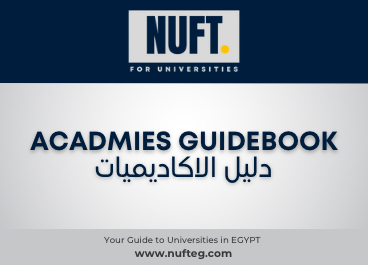 NUFT.
FOR UNIVERSITIES
ACADMIES GUIDEBOOK
دليل الاكاديميات
Your Guide to Universities in EGYPT
www.nufteg.com